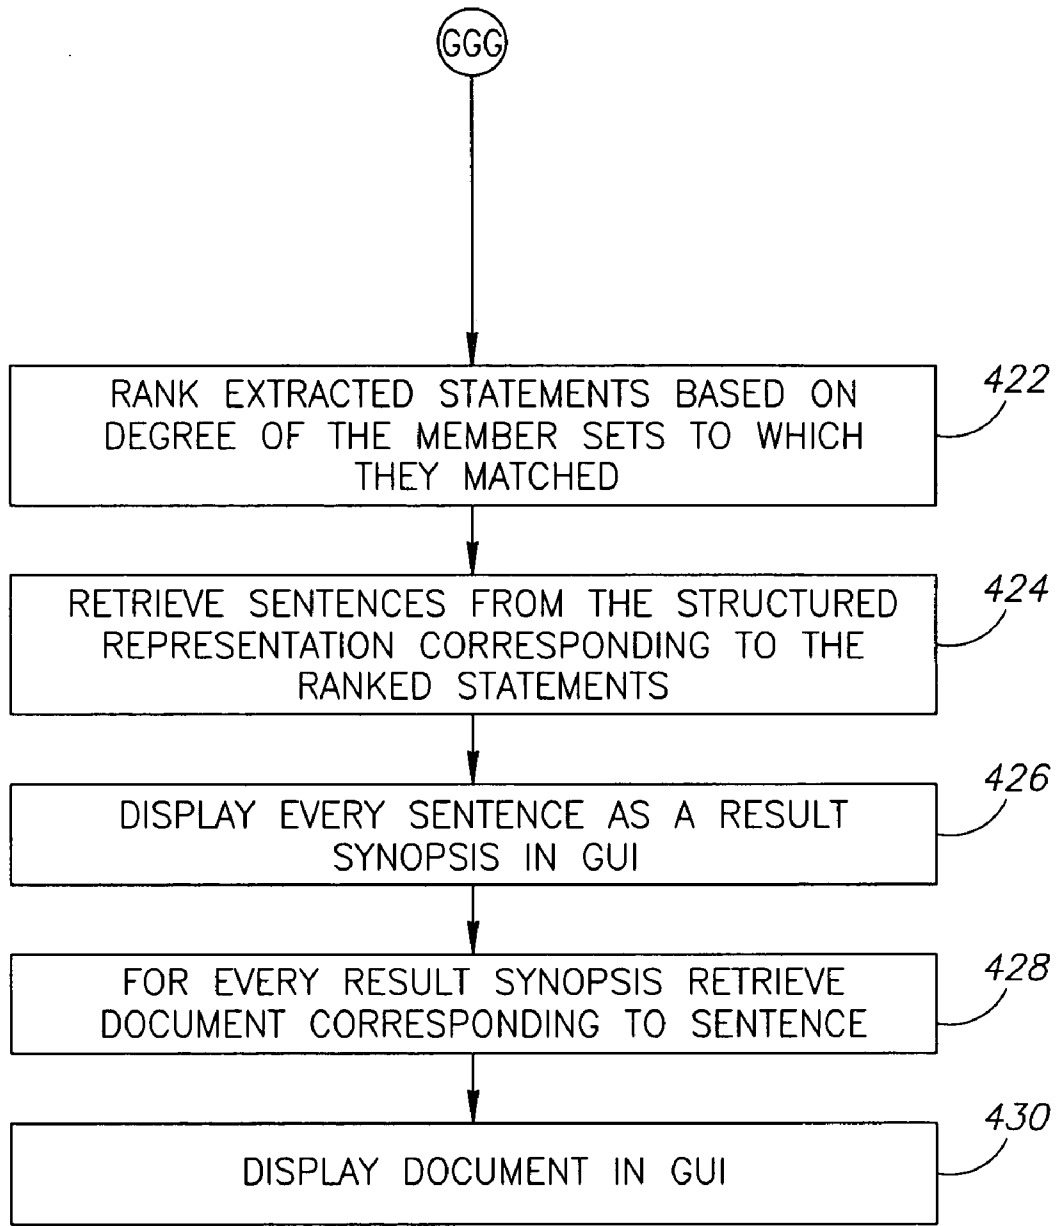 GGG
RANK EXTRACTED STATEMENTS BASED ON
DEGREE OF THE MEMBER SETS TO WHICH
THEY MATCHED
422
RETRIEVE SENTENCES FROM THE STRUCTURED
REPRESENTATION CORRESPONDING TO THE
RANKED STATEMENTS
424
DISPLAY EVERY SENTENCE AS A RESULT
SYNOPSIS IN GUI
426
FOR EVERY RESULT SYNOPSIS RETRIEVE
DOCUMENT CORRESPONDING TO SENTENCE
428
DISPLAY DOCUMENT IN GUI
430